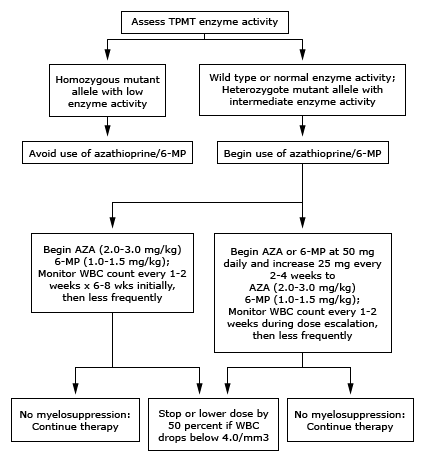 Assess TPMT enzyme activity
Homozygous mutant
allele with low
enzyme activity
Wild type or normal enzyme activity;
Heterozygote mutant allele with
intermediate enzyme activity
Avoid use of azathioprine/6-MP
Begin use of azathioprine/6-MP
Begin AZA (2.0-3.0 mg/kg)
6-MP (1.0-1.5 mg/kg);
Monitor WBC count every 1-2
weeks x 6-8 wks initially,
then less frequently
Begin AZA or 6-MP at 50 mg
daily and increase 25 mg every
2-4 weeks to
AZA (2.0-3.0 mg/kg)
6-MP (1.0-1.5 mg/kg);
Monitor WBC count every 1-2
weeks during dose escalation,
then less frequently
No myelosuppression:
Continue therapy
Stop or lower dose by
50 percent if WBC
drops below 4.0/mm3
No myelosuppression:
Continue therapy